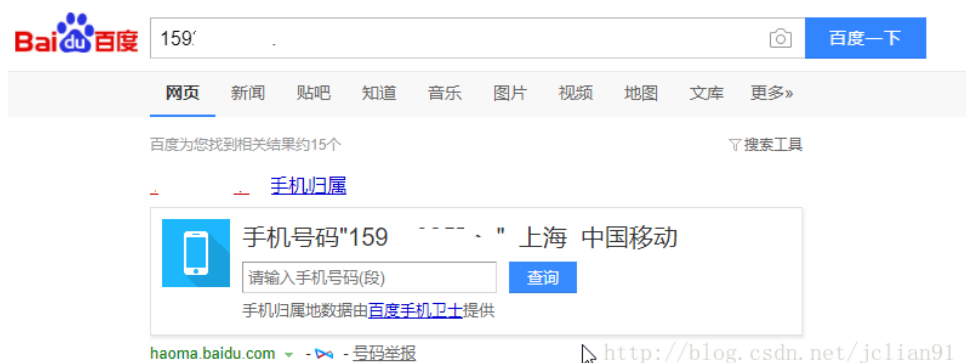 Bai du 百度 159 百度一下
网页 新闻 贴吧 知道 音乐 图片 视频 地图 文库 更多»
百度为您找到相关结果约15个 搜索工具
手机归属
手机号码"159 " 上海 中国移动
请输入手机号码(段) 查询
手机归属地数据由百度手机卫士提供
haoma.baidu.com - - 号码举报
http://blog.csdn.net/jclian91